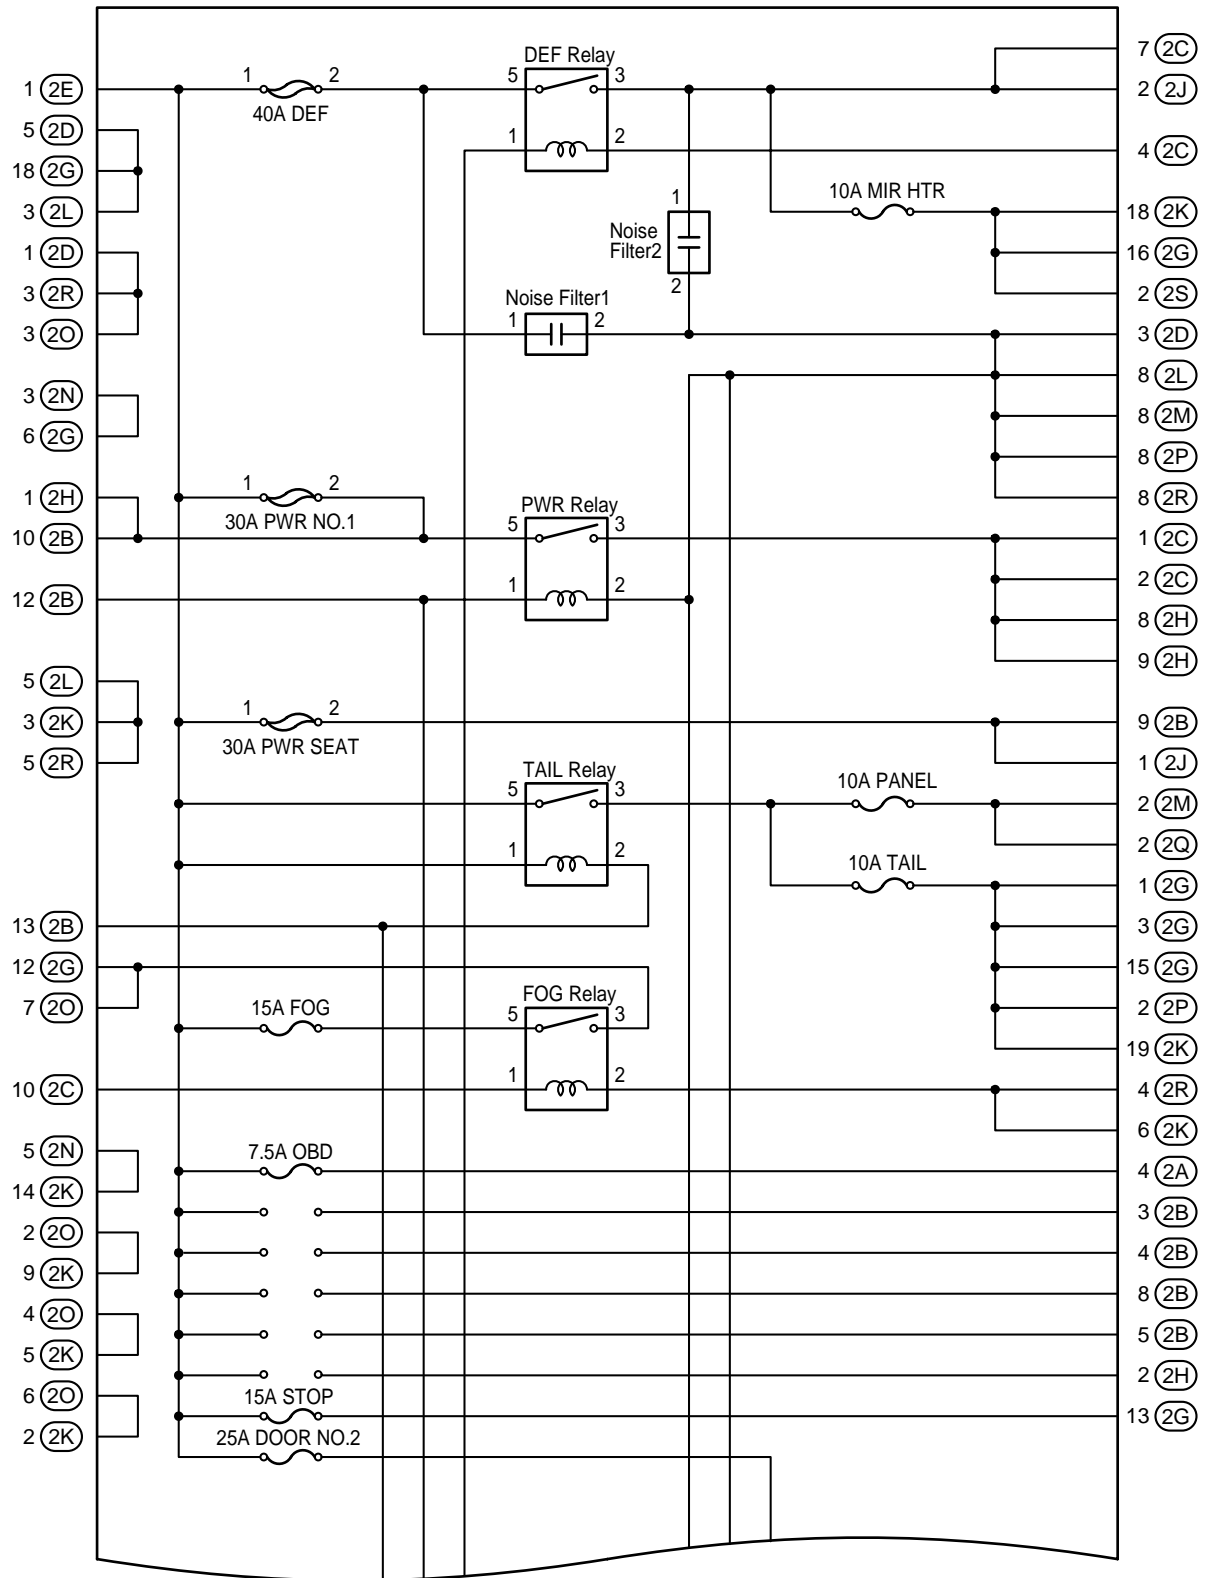 DEF Relay
7 2C
1 2E
1 2
40A DEF
5 3
2 2J
5 2D
1 2
4 2C
18 2G
10A MIR HTR
3 2L
1
Noise
Filter2
2
18 2K
1 2D
16 2G
3 2R
Noise Filter1
2 2S
3 2O
1 2
3 2D
8 2L
3 2N
8 2M
6 2G
8 2P
1 2H
1 2
30A PWR NO.1
PWR Relay
8 2R
10 2B
5 3
1 2C
2 2C
12 2B
1 2
8 2H
9 2H
5 2L
3 2K
1 2
30A PWR SEAT
9 2B
5 2R
TAIL Relay
1 2J
5 3
10A PANEL
2 2M
1 2
2 2Q
10A TAIL
1 2G
13 2B
3 2G
12 2G
15 2G
7 2O
15A FOG
FOG Relay
5 3
2 2P
19 2K
10 2C
1 2
4 2R
6 2K
5 2N
7.5A OBD
4 2A
14 2K
3 2B
2 2O
4 2B
9 2K
8 2B
4 2O
5 2B
5 2K
2 2H
6 2O
15A STOP
13 2G
2 2K
25A DOOR NO.2